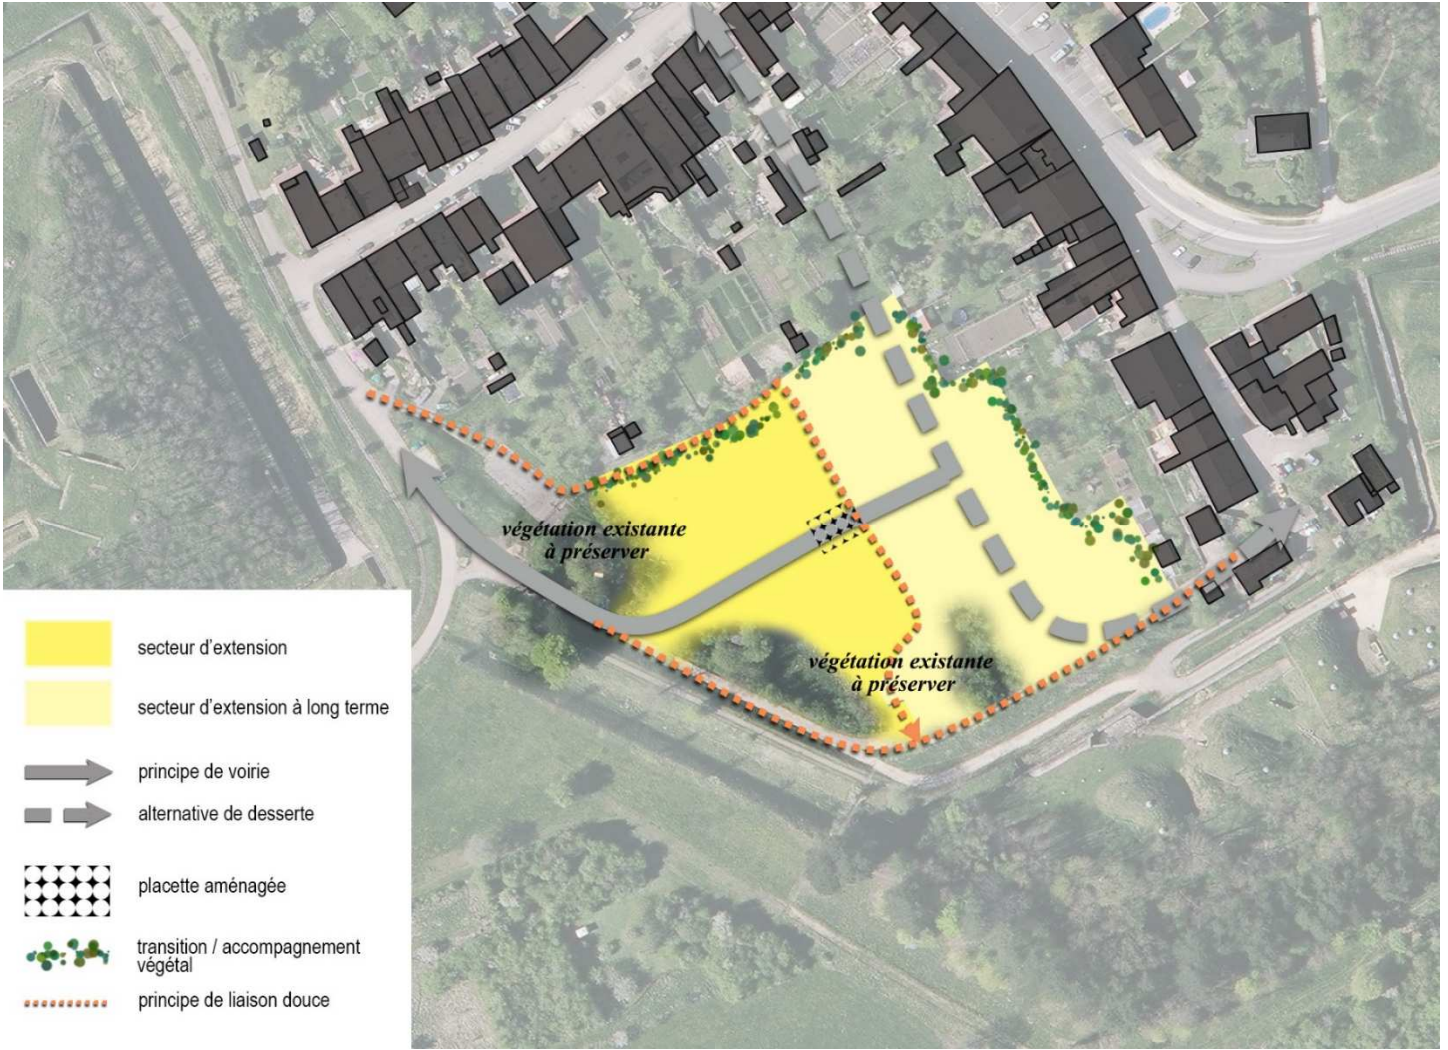 végétation existante
à préserver
végétation existante
à préserver
secteur d'extension
secteur d'extension à long terme
principe de voirie
alternative de desserte
placette aménagée
transition / accompagnement
végétal
principe de liaison douce